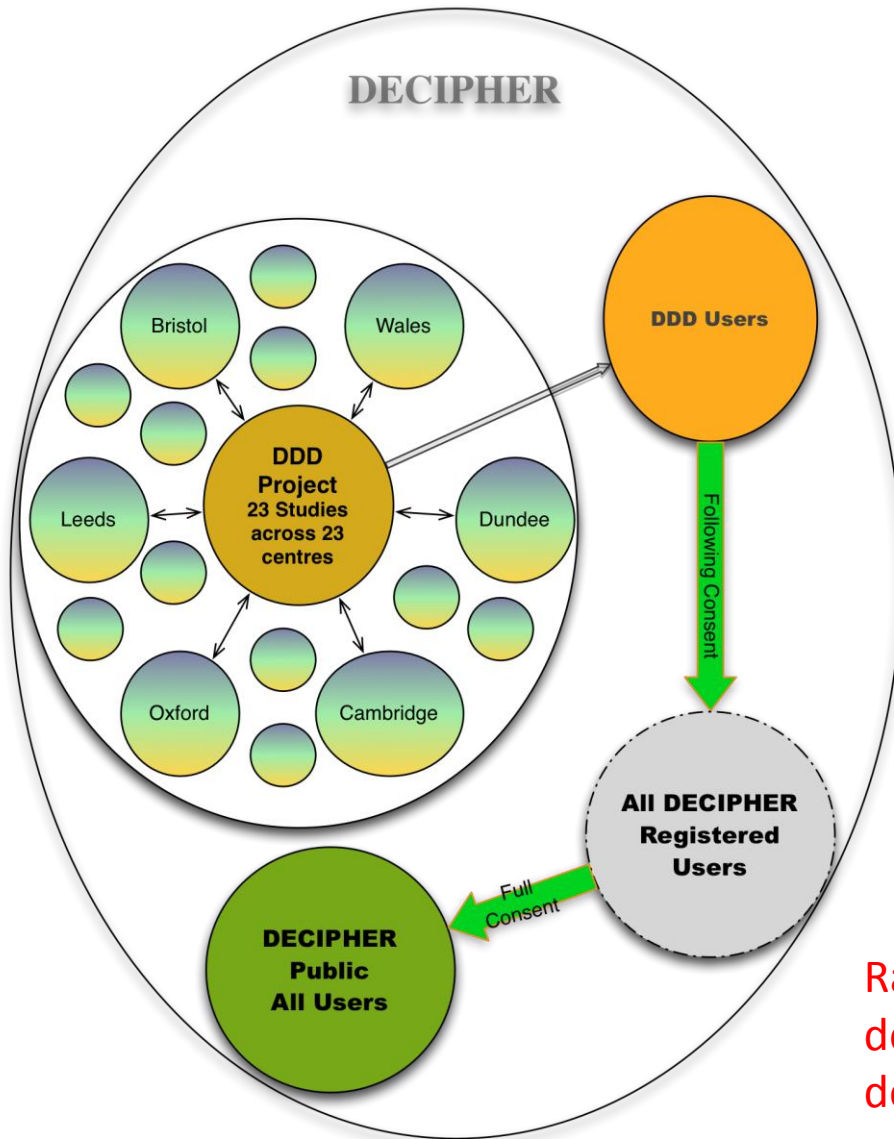 DECIPHER
Bristol
Wales
DDD Users
DDD
Project
23 Studies
across 23
centres
Leeds
Dundee
Following Consent
Oxford
Cambridge
All DECIPHER
Registered
Users
Full
Consent
DECIPHER
Public
All Users